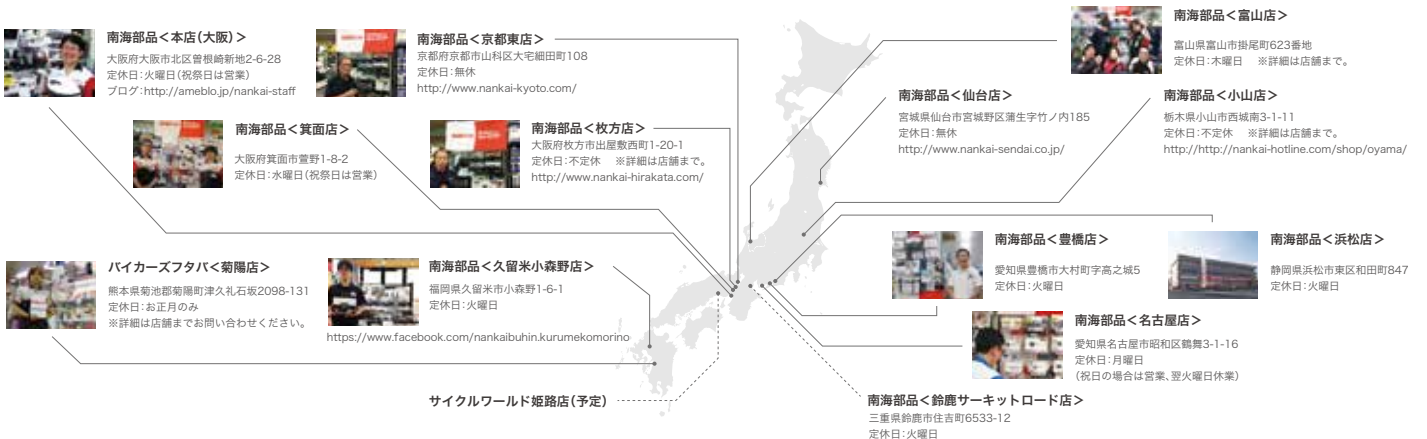 南海部品<本店(大阪)>
大阪府大阪市北区曽根崎新地2-6-28
定休日:火曜日(祝祭日は営業)
ブログ:http://ameblo.jp/nankai-staff
南海部品<京都東店>
京都府京都市山科区大宅細田町108
定休日:無休
http://www.nankai-kyoto.com/
南海部品<富山店>
富山県富山市掛尾町623番地
定休日:木曜日 ※詳細は店舗まで。
南海部品<仙台店>
宮城県仙台市宮城野区蒲生字竹ノ内185
定休日:無休
http://www.nankai-sendai.co.jp/
南海部品<小山店>
栃木県小山市西城南3-1-11
定休日:不定休 ※詳細は店舗まで。
http://http://nankai-hotline.com/shop/oyama/
南海部品<箕面店>
大阪府箕面市萱野1-8-2
定休日:水曜日(祝祭日は営業)
南海部品<枚方店>
大阪府枚方市出屋敷西町1-20-1
定休日:不定休 ※詳細は店舗まで。
http://www.nankai-hirakata.com/
南海部品<豊橋店>
愛知県豊橋市大村町字高之城5
定休日:火曜日
南海部品<浜松店>
静岡県浜松市東区和田町847
定休日:火曜日
バイカーズフタバ<菊陽店>
熊本県菊池郡菊陽町津久礼石坂2098-131
定休日:お正月のみ
※詳細は店舗までお問い合わせください。
南海部品<久留米小森野店>
福岡県久留米市小森野1-6-1
定休日:火曜日
https://www.facebook.com/nankaibuhin.kurumekomorino
南海部品<名古屋店>
愛知県名古屋市昭和区鶴舞3-1-16
定休日:月曜日
(祝日の場合は営業、翌火曜日休業)
サイクルワールド姫路店(予定)
南海部品<鈴鹿サーキットロード店>
三重県鈴鹿市住吉町6533-12
定休日:火曜日